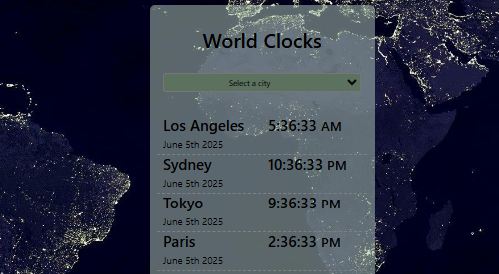 World Clocks
Select a city
Los Angeles 5:36:33 AM
June 5th 2025
Sydney 10:36:33 PM
June 5th 2025
Tokyo 9:36:33 PM
June 5th 2025
Paris 2:36:33 PM
June 5th 2025